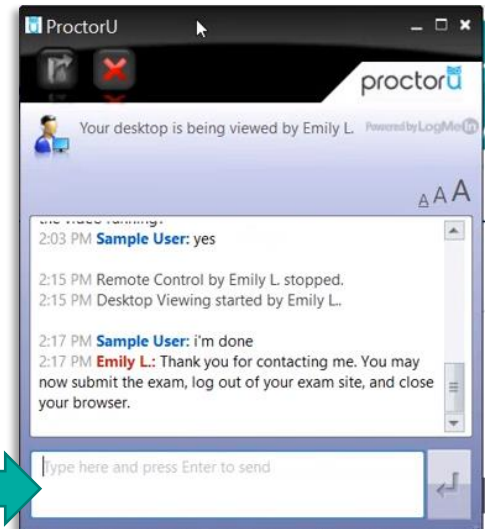 ProctorU
proctorU
Your desktop is being viewed by Emily L. Powered by LogMeIn
A A A
the video running?
2:03 PM Sample User: yes
2:15 PM Remote Control by Emily L. stopped.
2:15 PM Desktop Viewing started by Emily L..
2:17 PM Sample User: i'm done
2:17 PM Emily L.: Thank you for contacting me. You may
now submit the exam, log out of your exam site, and close
your browser.
Type here and press Enter to send